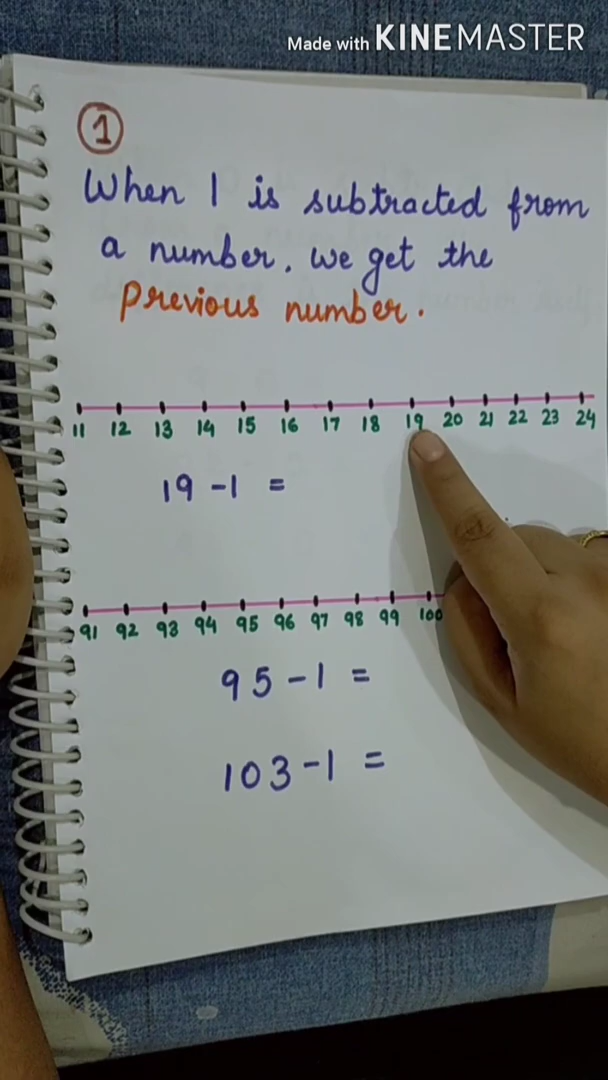 Made with KINEMASTER
1
When 1 is subtracted from
a number, we get the
Previous number.
11 12 13 14 15 16 17 18 19 20 21 22 23 24
19 - 1 =
91 92 93 94 95 96 97 98 99 100
95 - 1 =
103 - 1 =